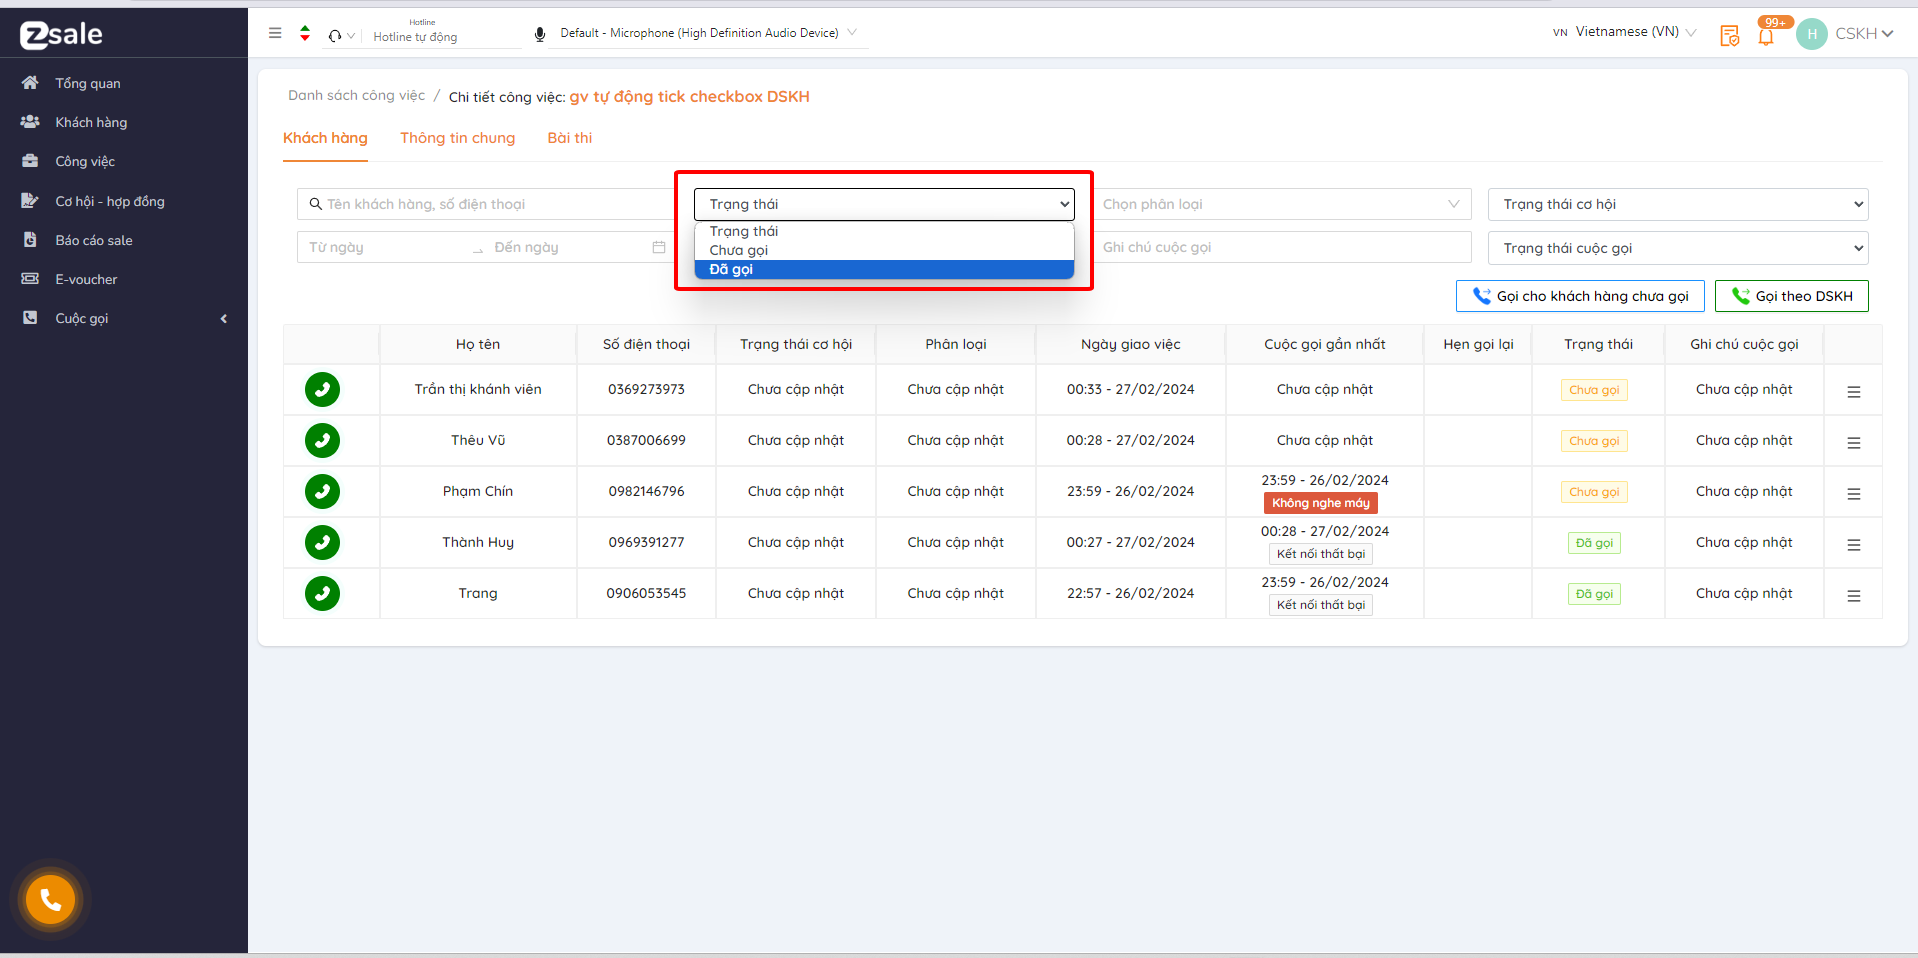 Zsale
Hotline
Hotline tự động
Default - Microphone (High Definition Audio Device)
VN Vietnamese (VN)
99+
H
CSKH
Tổng quan
Khách hàng
Công việc
Cơ hội - hợp đồng
Báo cáo sale
E-voucher
Cuộc gọi
Danh sách công việc / Chi tiết công việc: gv tự động tick checkbox DSKH
Khách hàng Thông tin chung Bài thi
Tên khách hàng, số điện thoại Trạng thái Chọn phân loại Trạng thái cơ hội
Trạng thái
Chưa gọi
Đã gọi
Từ ngày Đến ngày Ghi chú cuộc gọi Trạng thái cuộc gọi
Gọi cho khách hàng chưa gọi Gọi theo DSKH
Họ tên Số điện thoại Trạng thái cơ hội Phân loại Ngày giao việc Cuộc gọi gần nhất Hẹn gọi lại Trạng thái Ghi chú cuộc gọi
Trần thị khánh viên 0369273973 Chưa cập nhật Chưa cập nhật 00:33 - 27/02/2024 Chưa cập nhật Chưa gọi Chưa cập nhật
Thêu Vũ 0387006699 Chưa cập nhật Chưa cập nhật 00:28 - 27/02/2024 Chưa cập nhật Chưa gọi Chưa cập nhật
Phạm Chín 0982146796 Chưa cập nhật Chưa cập nhật 23:59 - 26/02/2024 23:59 - 26/02/2024 Chưa gọi Chưa cập nhật
Không nghe máy
Thành Huy 0969391277 Chưa cập nhật Chưa cập nhật 00:27 - 27/02/2024 00:28 - 27/02/2024 Đã gọi Chưa cập nhật
Kết nối thất bại
Trang 0906053545 Chưa cập nhật Chưa cập nhật 22:57 - 26/02/2024 23:59 - 26/02/2024 Đã gọi Chưa cập nhật
Kết nối thất bại